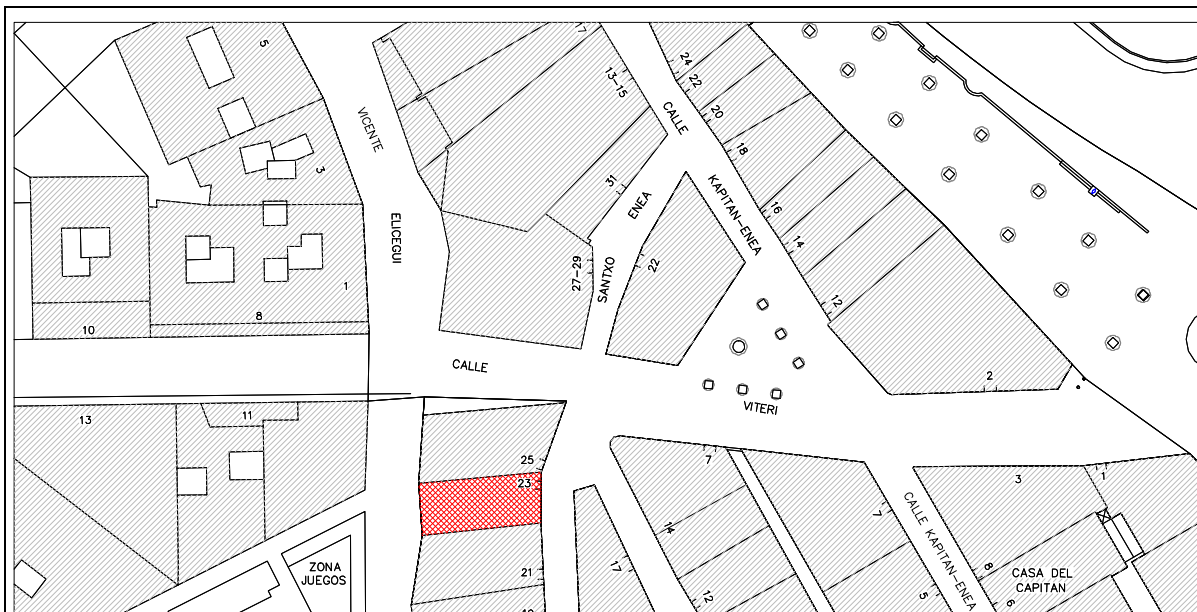 5
17
24
22
13-15
VICENTE
CALLE
20
18
3
31
KAPITAN-ENEA
16
ENEA
ELICEGUI
14
27-29
SANTXO
22
1
12
10
8
CALLE
2
VITERI
13
11
25
7
3
1
23
7
CALLE KAPITAN-ENEA
14
ZONA
JUEGOS
21
17
8
CASA DEL
CAPITAN
12
5
6